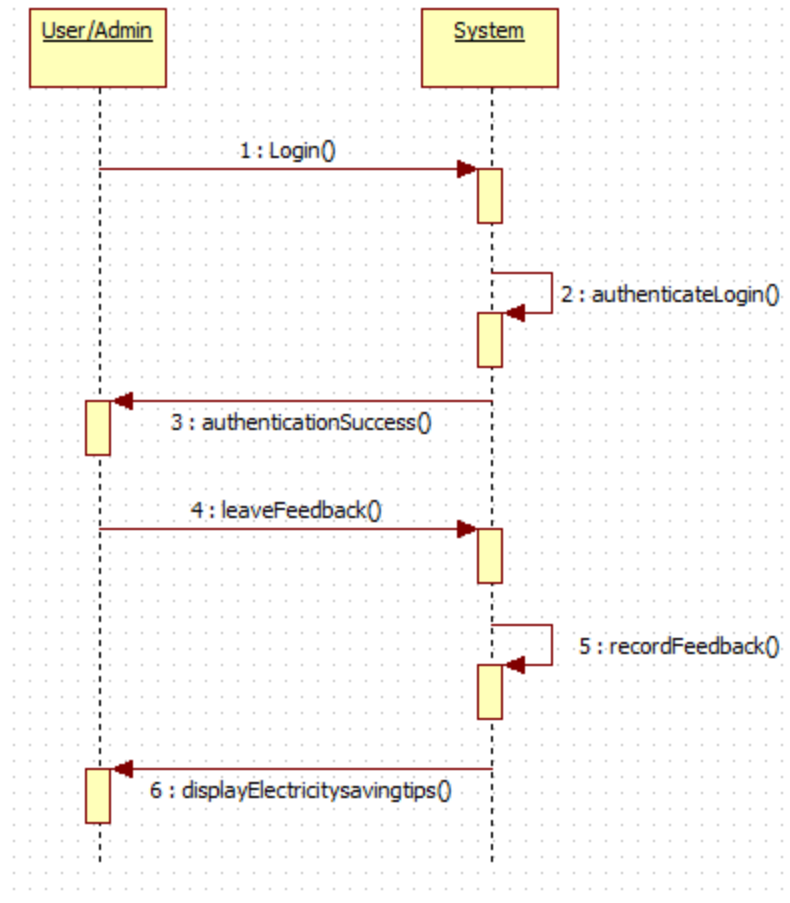 User/Admin
System
1 : Login()
2 : authenticateLogin()
3 : authenticationSuccess()
4 : leaveFeedback()
5 : recordFeedback()
6 : displayElectricitysavingtips()